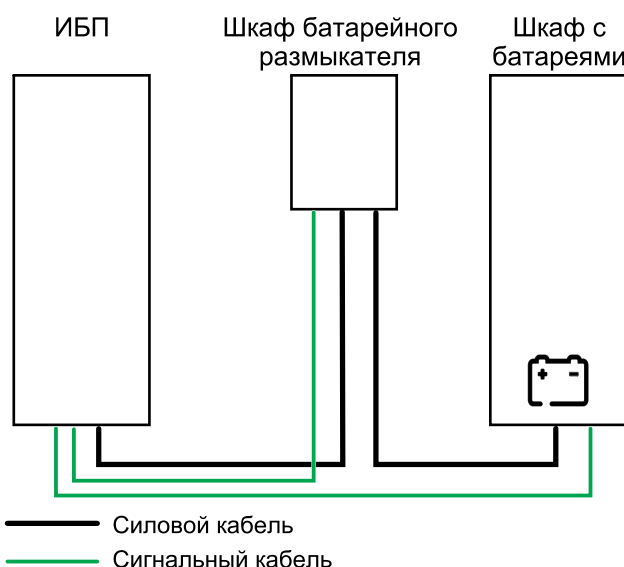 ИБП
Шкаф батарейного
размыкателя
Шкаф с
батареями
+ -
Силовой кабель
Сигнальный кабель